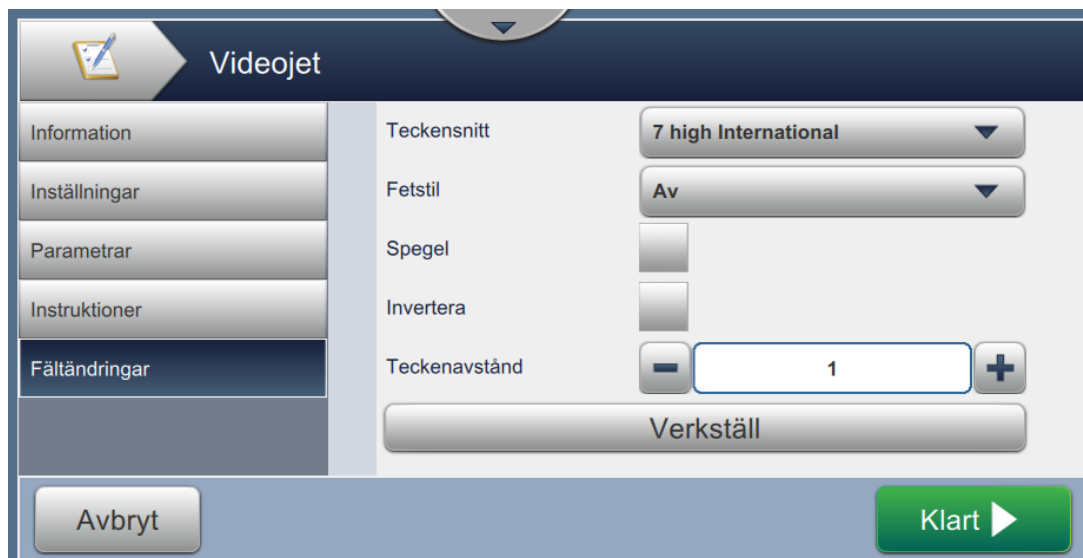 Videojet
Information
Inställningar
Parametrar
Instruktioner
Fältändringar
Teckensnitt
7 high International
Fetstil
Av
Spegel
Invertera
Teckenavstånd
1
Verkställ
Avbryt
Klart